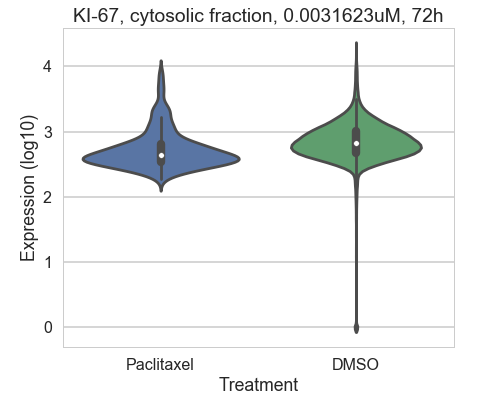 KI-67, cytosolic fraction, 0.0031623uM, 72h
Expression (log10)
4
3
2
1
0
Paclitaxel DMSO
Treatment